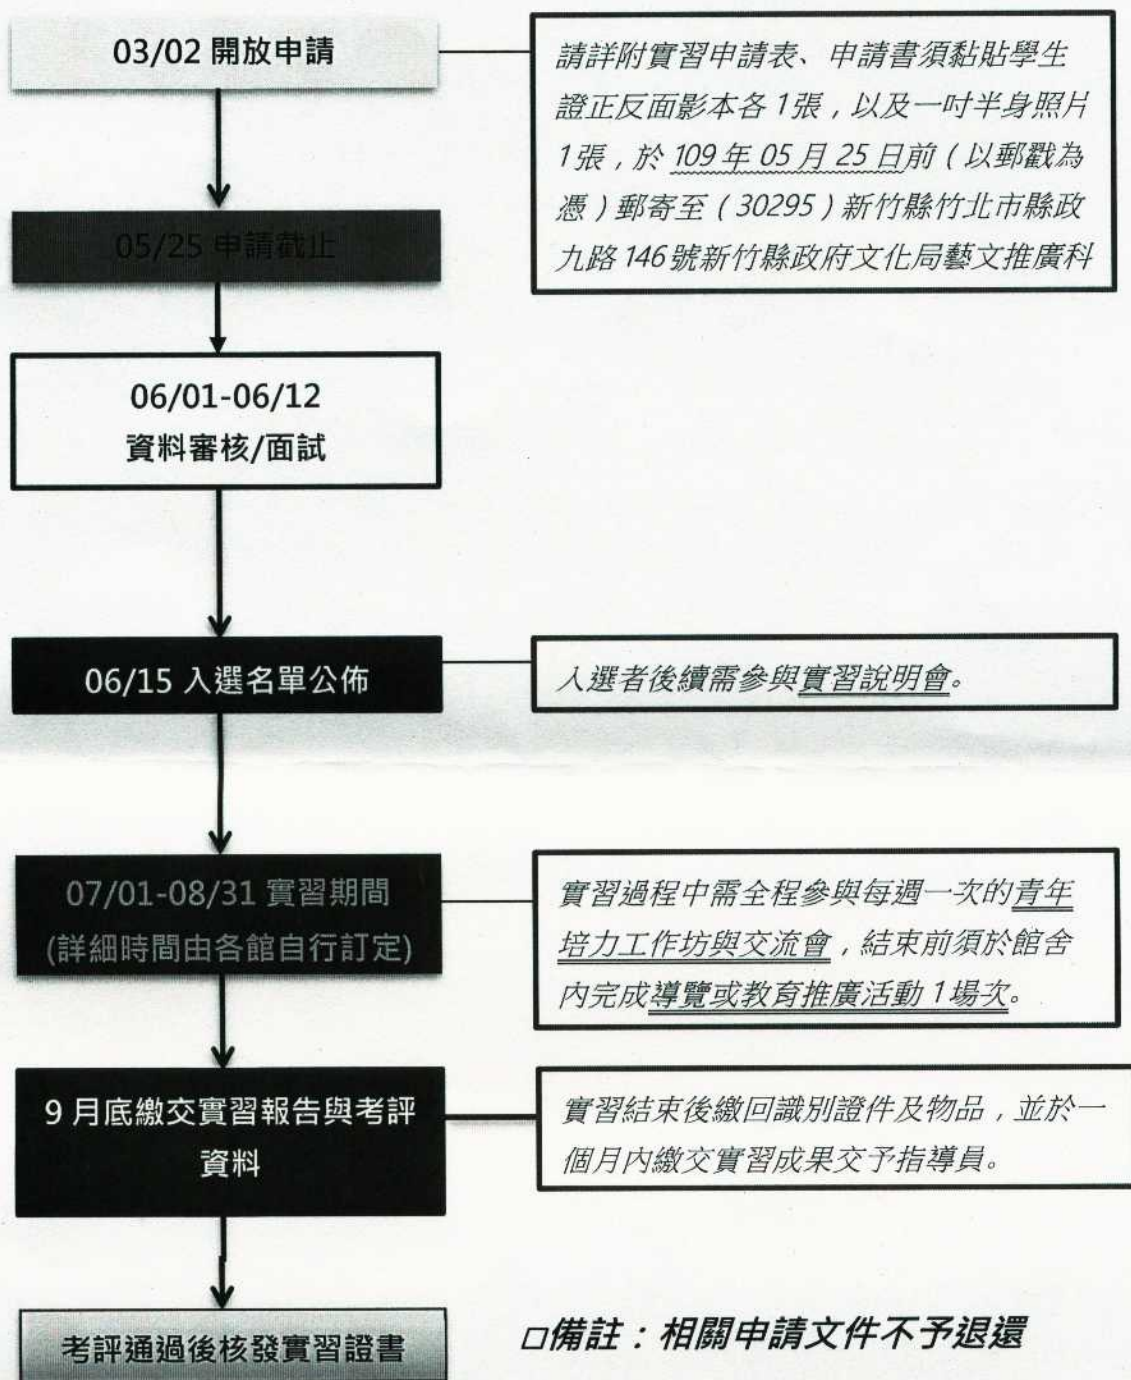 03/02 開放申請
請詳附實習申請表、申請書須黏貼學生
證正反面影本各1張，以及一吋半身照片
1張，於 109 年 05 月 25 日前（以郵戳為
憑）郵寄至（30295）新竹縣竹北市縣政
九路 146 號新竹縣政府文化局藝文推廣科
05/25 申請截止
06/01-06/12
資料審核/面試
06/15 入選名單公佈
入選者後續需參與實習說明會。
07/01-08/31 實習期間
(詳細時間由各館自行訂定)
實習過程中需全程參與每週一次的青年
培力工作坊與交流會，結束前須於館舍
內完成導覽或教育推廣活動 1 場次。
9 月底繳交實習報告與考評
資料
實習結束後繳回識別證件及物品，並於一
個月內繳交實習成果交予指導員。
考評通過後核發實習證書
□備註：相關申請文件不予退還